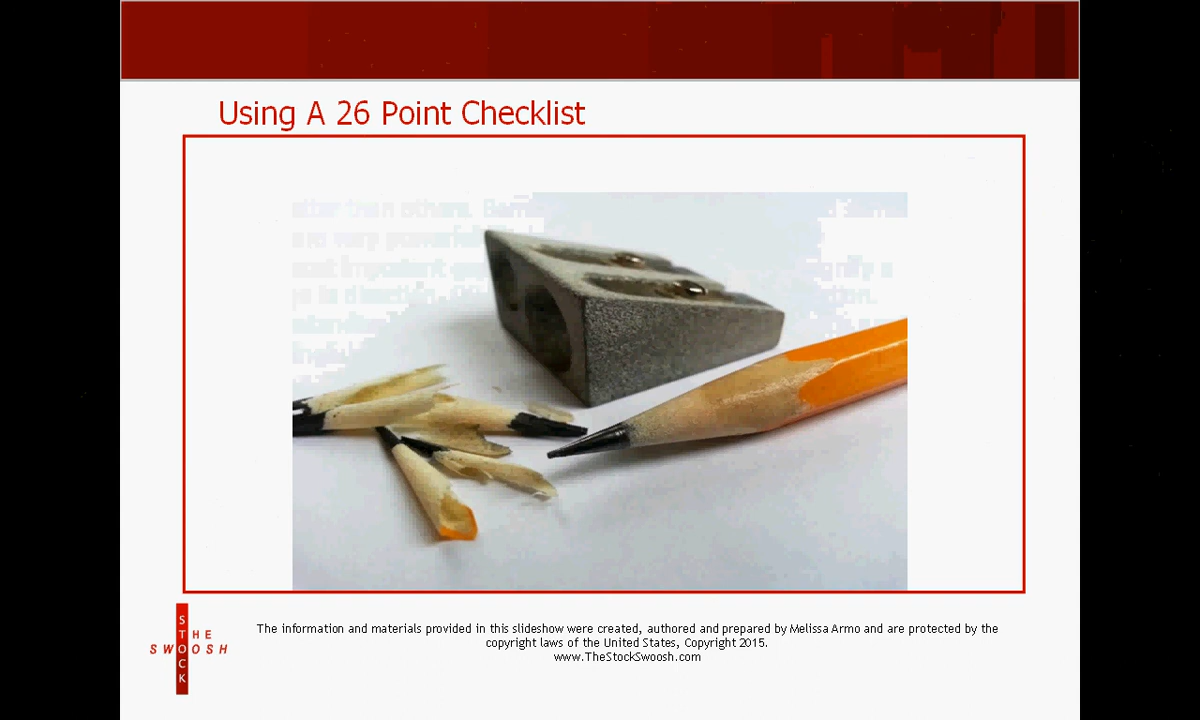 Using A 26 Point Checklist
THE
STOCK
SWOOSH
The information and materials provided in this slideshow were created, authored and prepared by Melissa Armo and are protected by the
copyright laws of the United States, Copyright 2015.
www.TheStockSwoosh.com